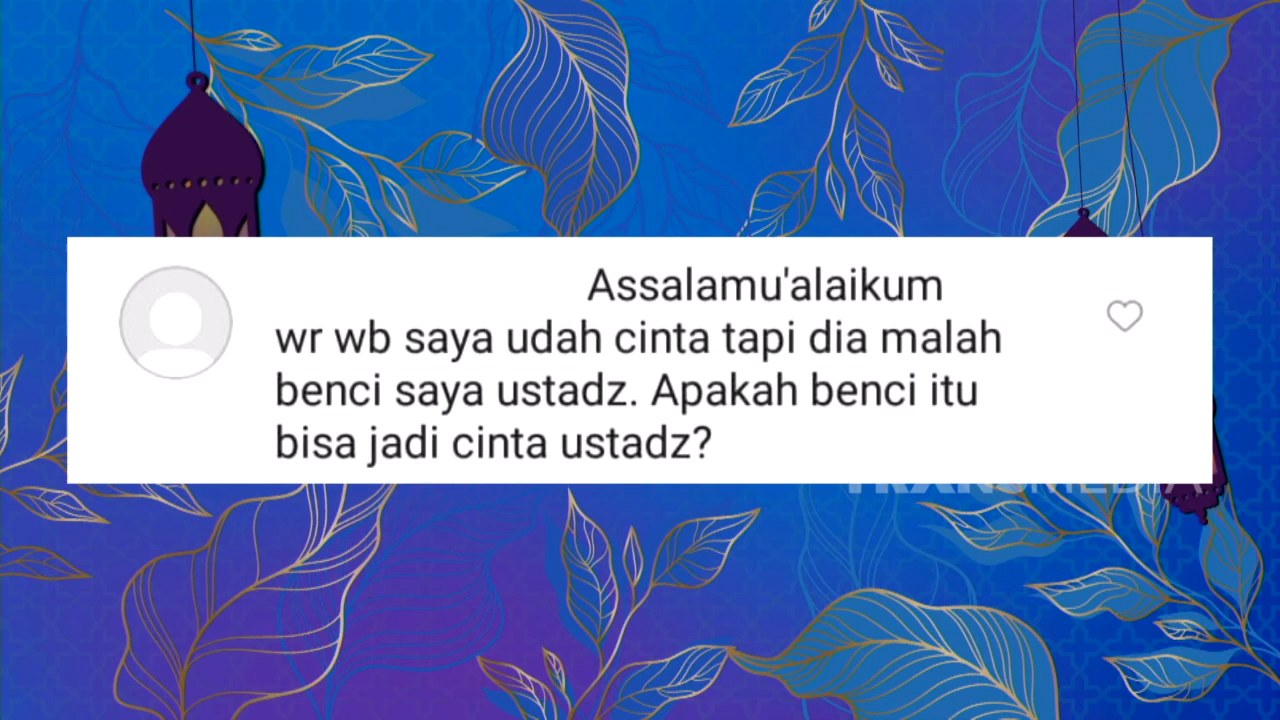 Assalamu'alaikum
wr wb saya udah cinta tapi dia malah
benci saya ustadz. Apakah benci itu
bisa jadi cinta ustadz?